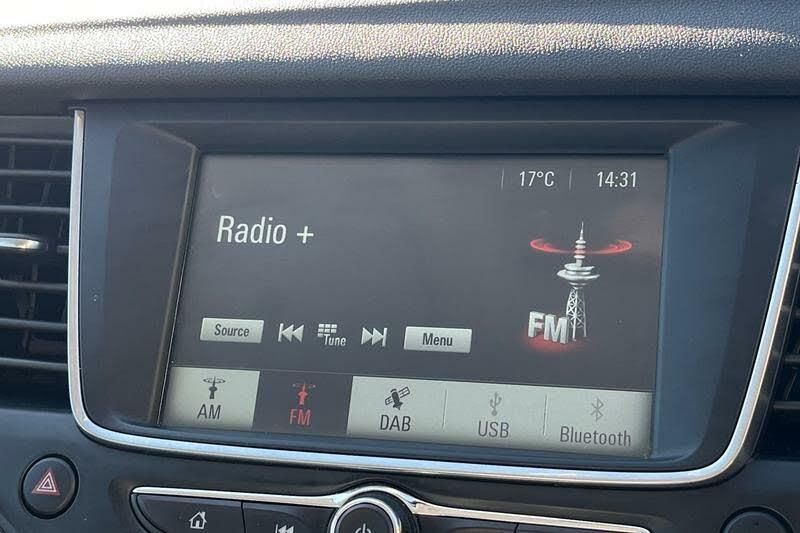 17°C 14:31
Radio +
FM
Source Tune Menu
AM FM DAB USB Bluetooth